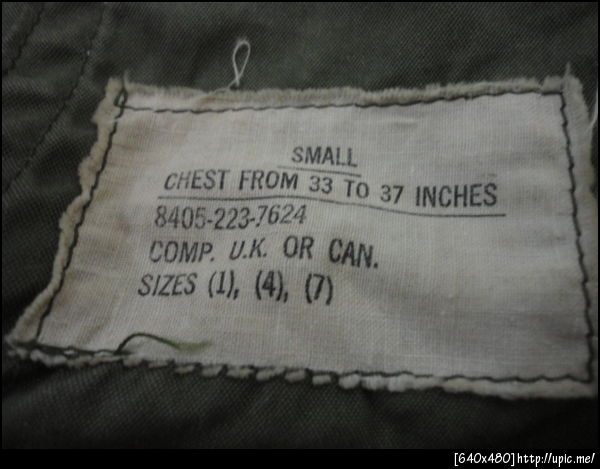 SMALL
CHEST FROM 33 TO 37 INCHES
8405-223-7624
COMP. U.K. OR CAN.
SIZES (1), (4), (7)
[640x480]http://upic.me/